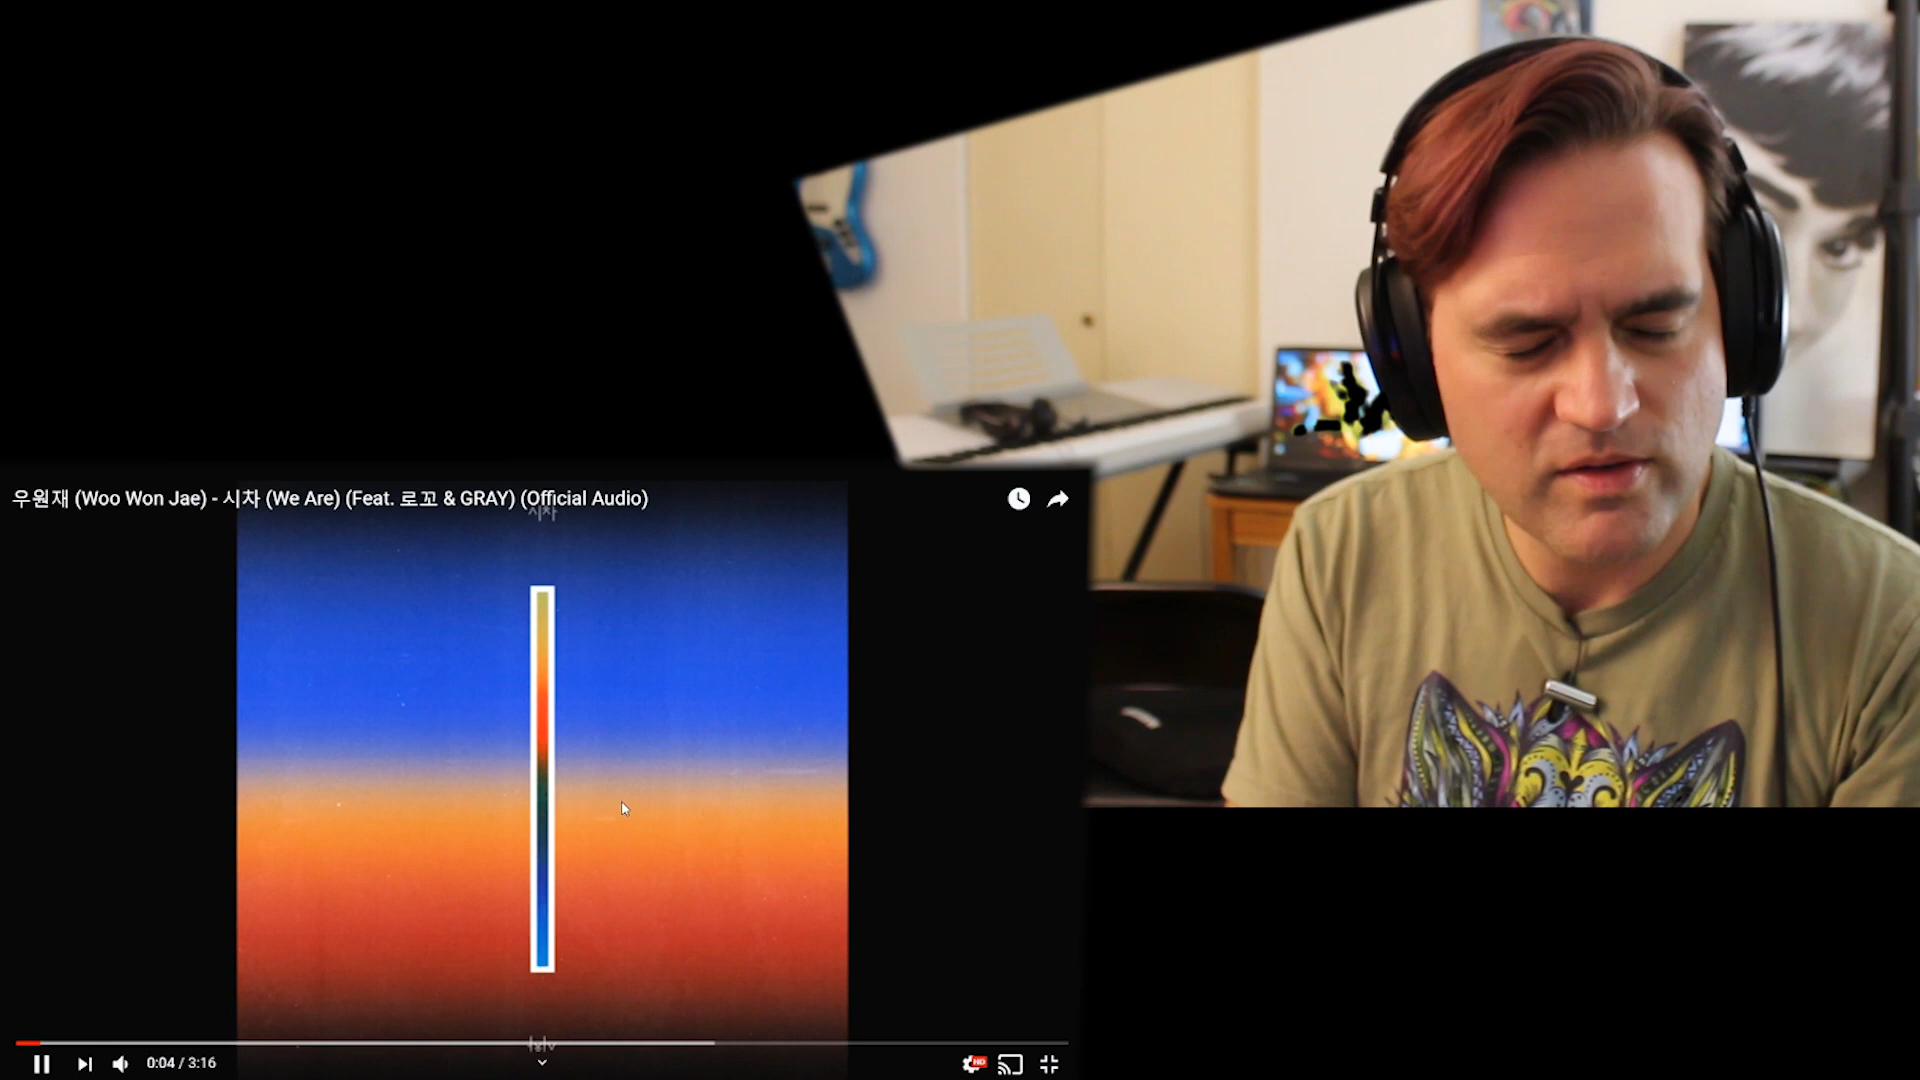 우원재 (Woo Won Jae) - 시차 (We Are) (Feat. 로꼬 & GRAY) (Official Audio)
시차
0:04 / 3:16
HD